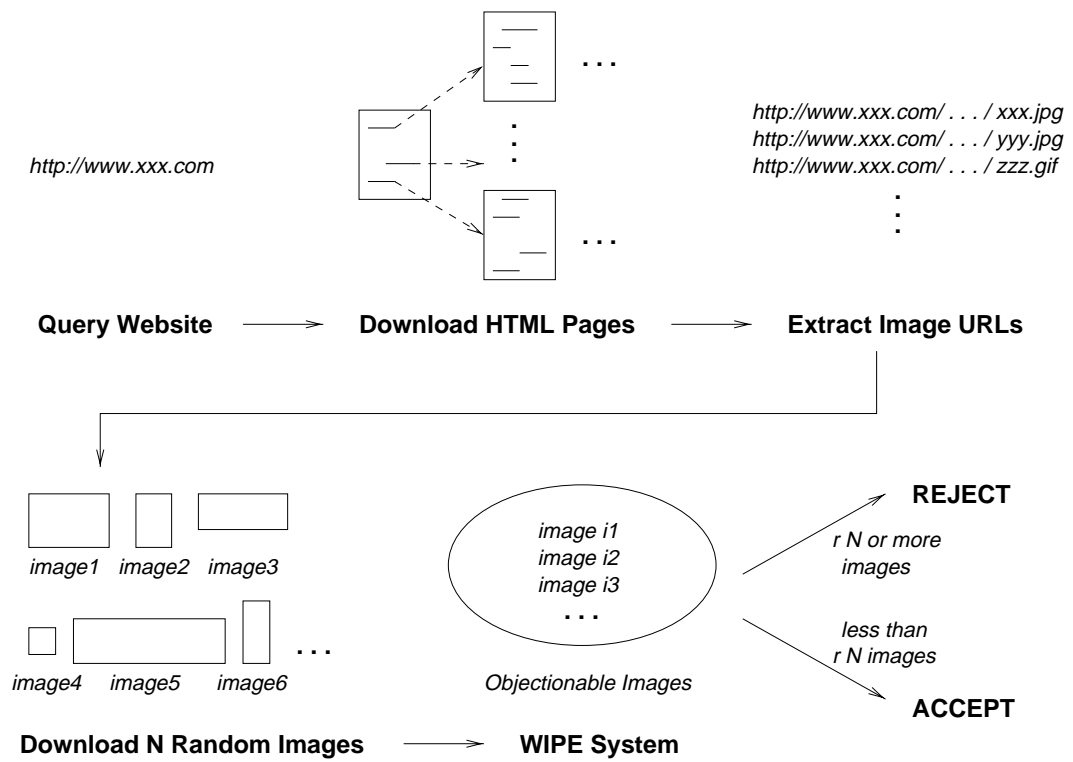 . . .
http://www.xxx.com/ . . . / xxx.jpg
http://www.xxx.com/ . . . / yyy.jpg
http://www.xxx.com
http://www.xxx.com/ . . . / zzz.gif
. . .
Query Website
Download HTML Pages
Extract Image URLs
image1
image2
image3
image4
image5
image6
. . .
image i1
image i2
image i3
. . .
Objectionable Images
REJECT
r N or more
images
less than
r N images
ACCEPT
Download N Random Images
WIPE System